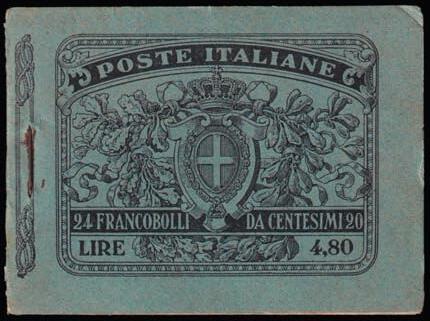 POSTE ITALIANE
24 FRANCOBOLLI DA CENTESIMI 20
LIRE 4,80